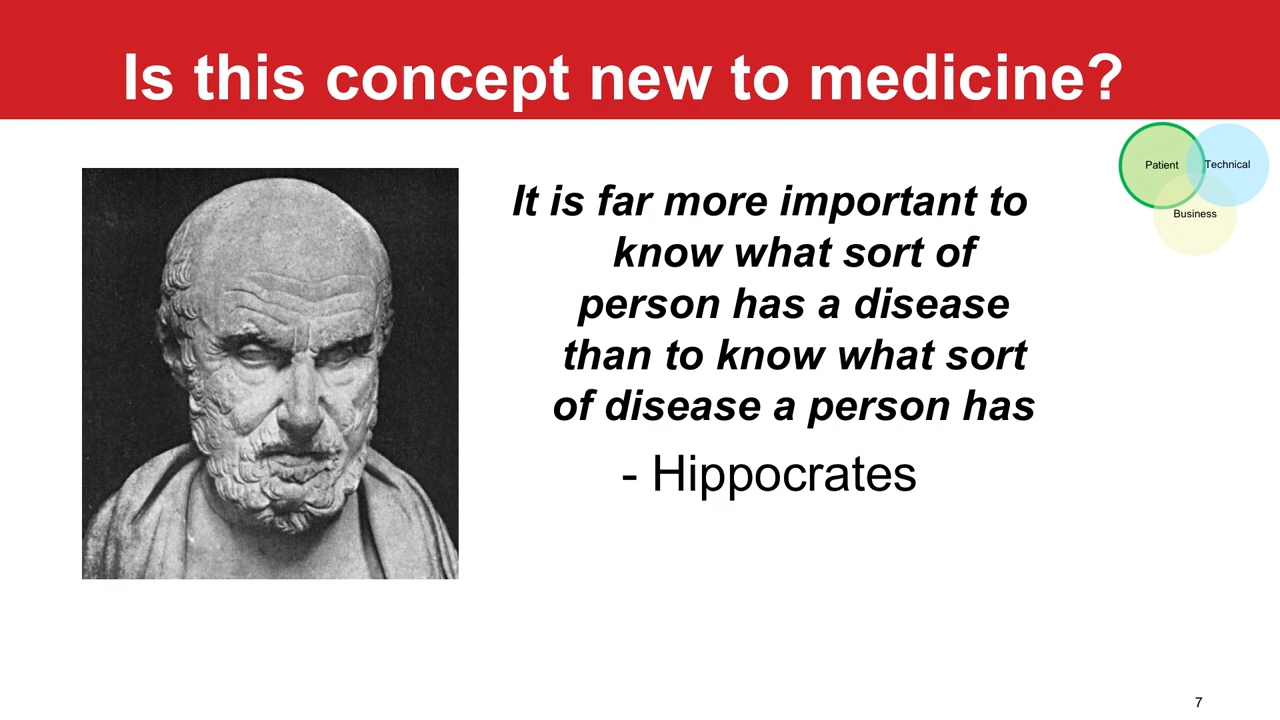 Is this concept new to medicine?
Patient
Technical
Business
It is far more important to
know what sort of
person has a disease
than to know what sort
of disease a person has
- Hippocrates
7